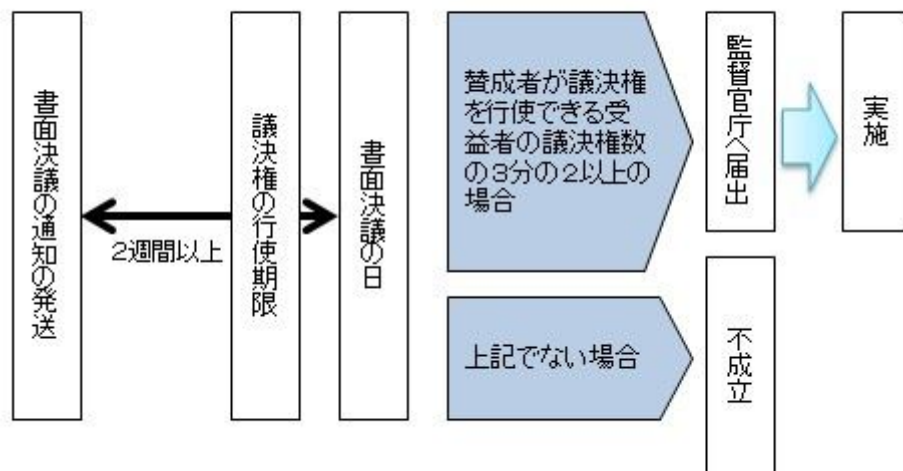 書面決議の通知の発送
2週間以上
議決権の行使期限
書面決議の日
賛成者が議決権
を行使できる受
益者の議決権数
の3分の2以上の
場合
監督官庁へ届出
実施
上記でない場合
不成立